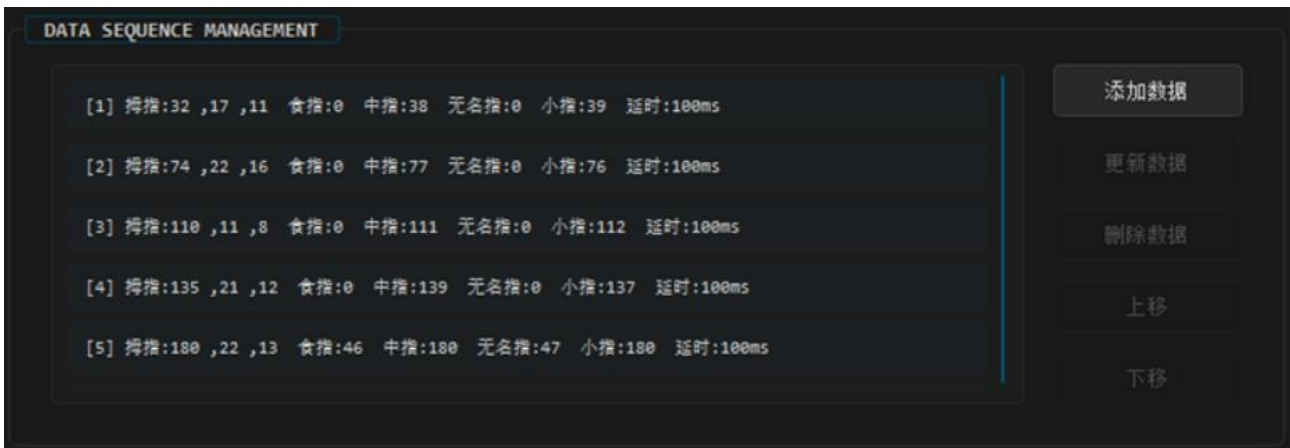 DATA SEQUENCE MANAGEMENT
[1] 拇指:32 ,17 ,11 食指:0 中指:38 无名指:0 小指:39 延时:100ms
[2] 拇指:74 ,22 ,16 食指:0 中指:77 无名指:0 小指:76 延时:100ms
[3] 拇指:110 ,11 ,8 食指:0 中指:111 无名指:0 小指:112 延时:100ms
[4] 拇指:135 ,21 ,12 食指:0 中指:139 无名指:0 小指:137 延时:100ms
[5] 拇指:180 ,22 ,13 食指:46 中指:180 无名指:47 小指:180 延时:100ms
添加数据
更新数据
删除数据
上移
下移